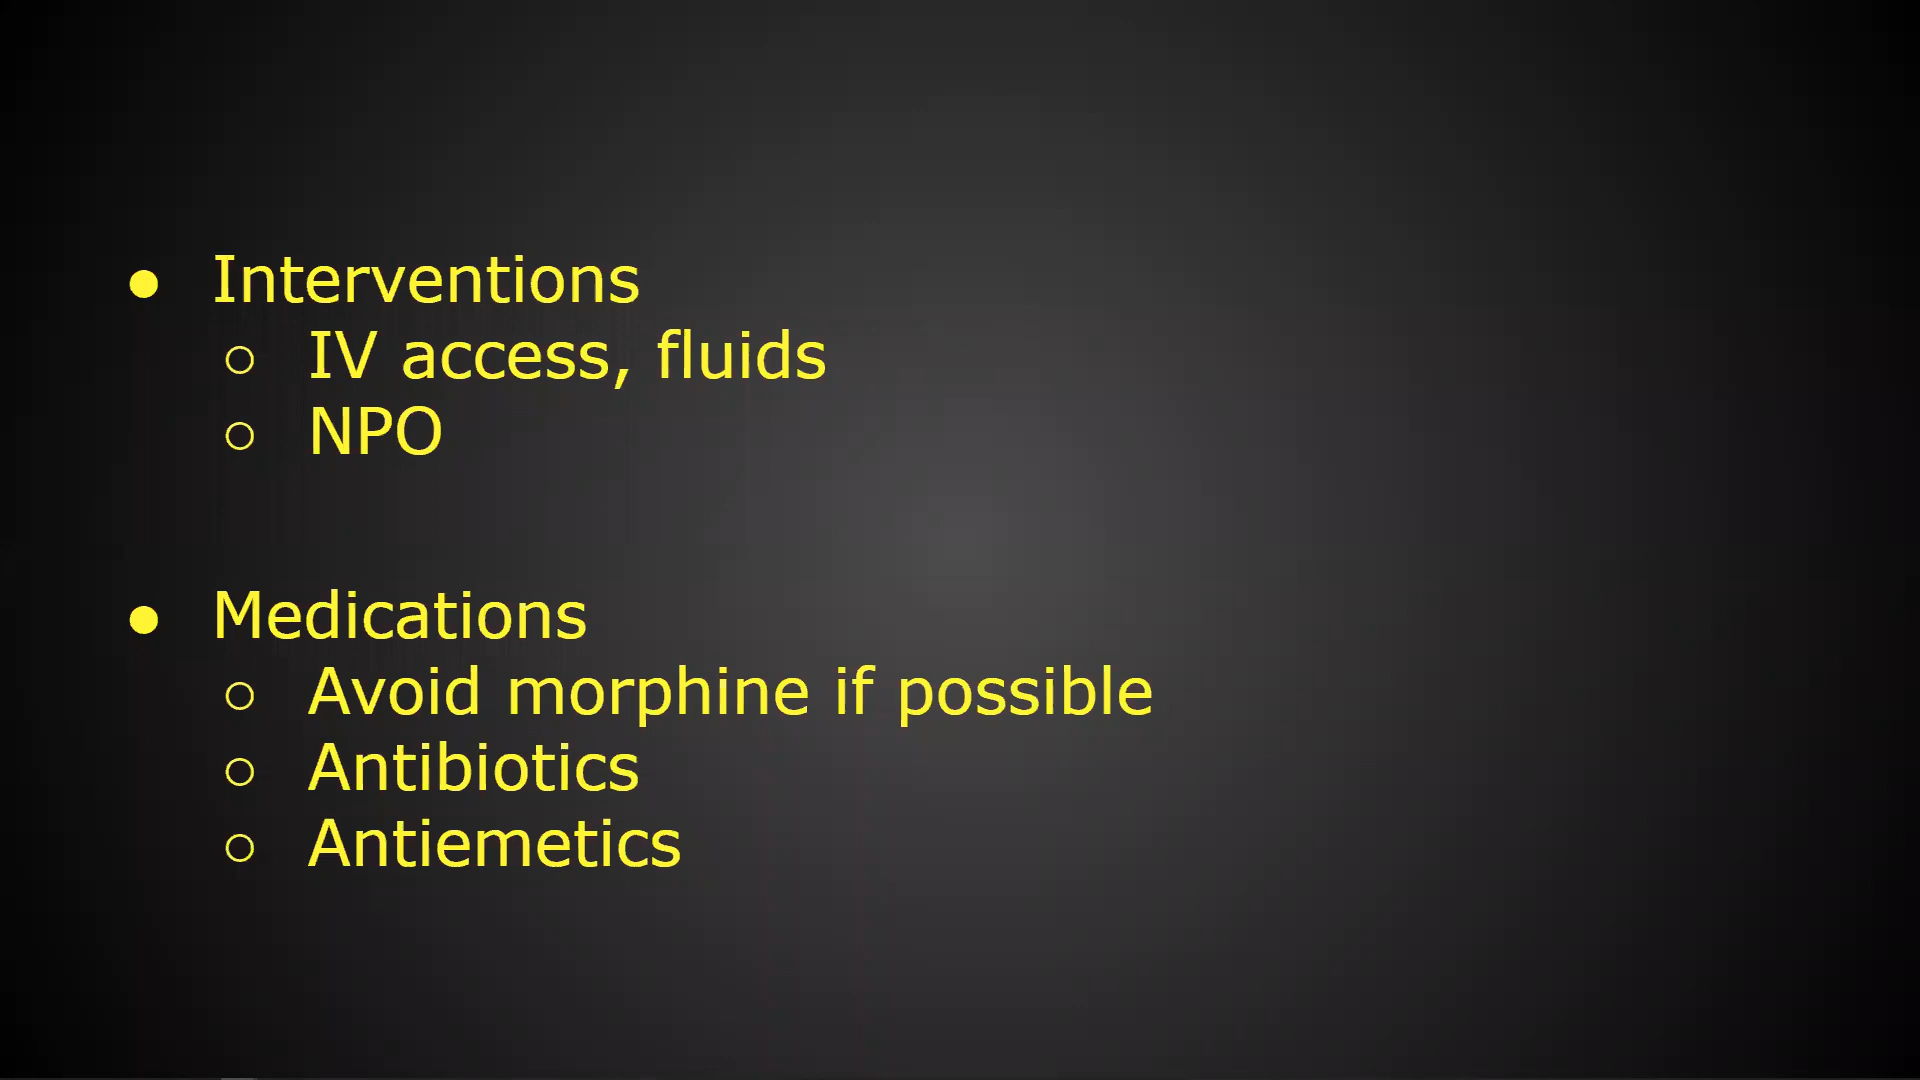 ● Interventions
○ IV access, fluids
○ NPO
● Medications
○ Avoid morphine if possible
○ Antibiotics
○ Antiemetics